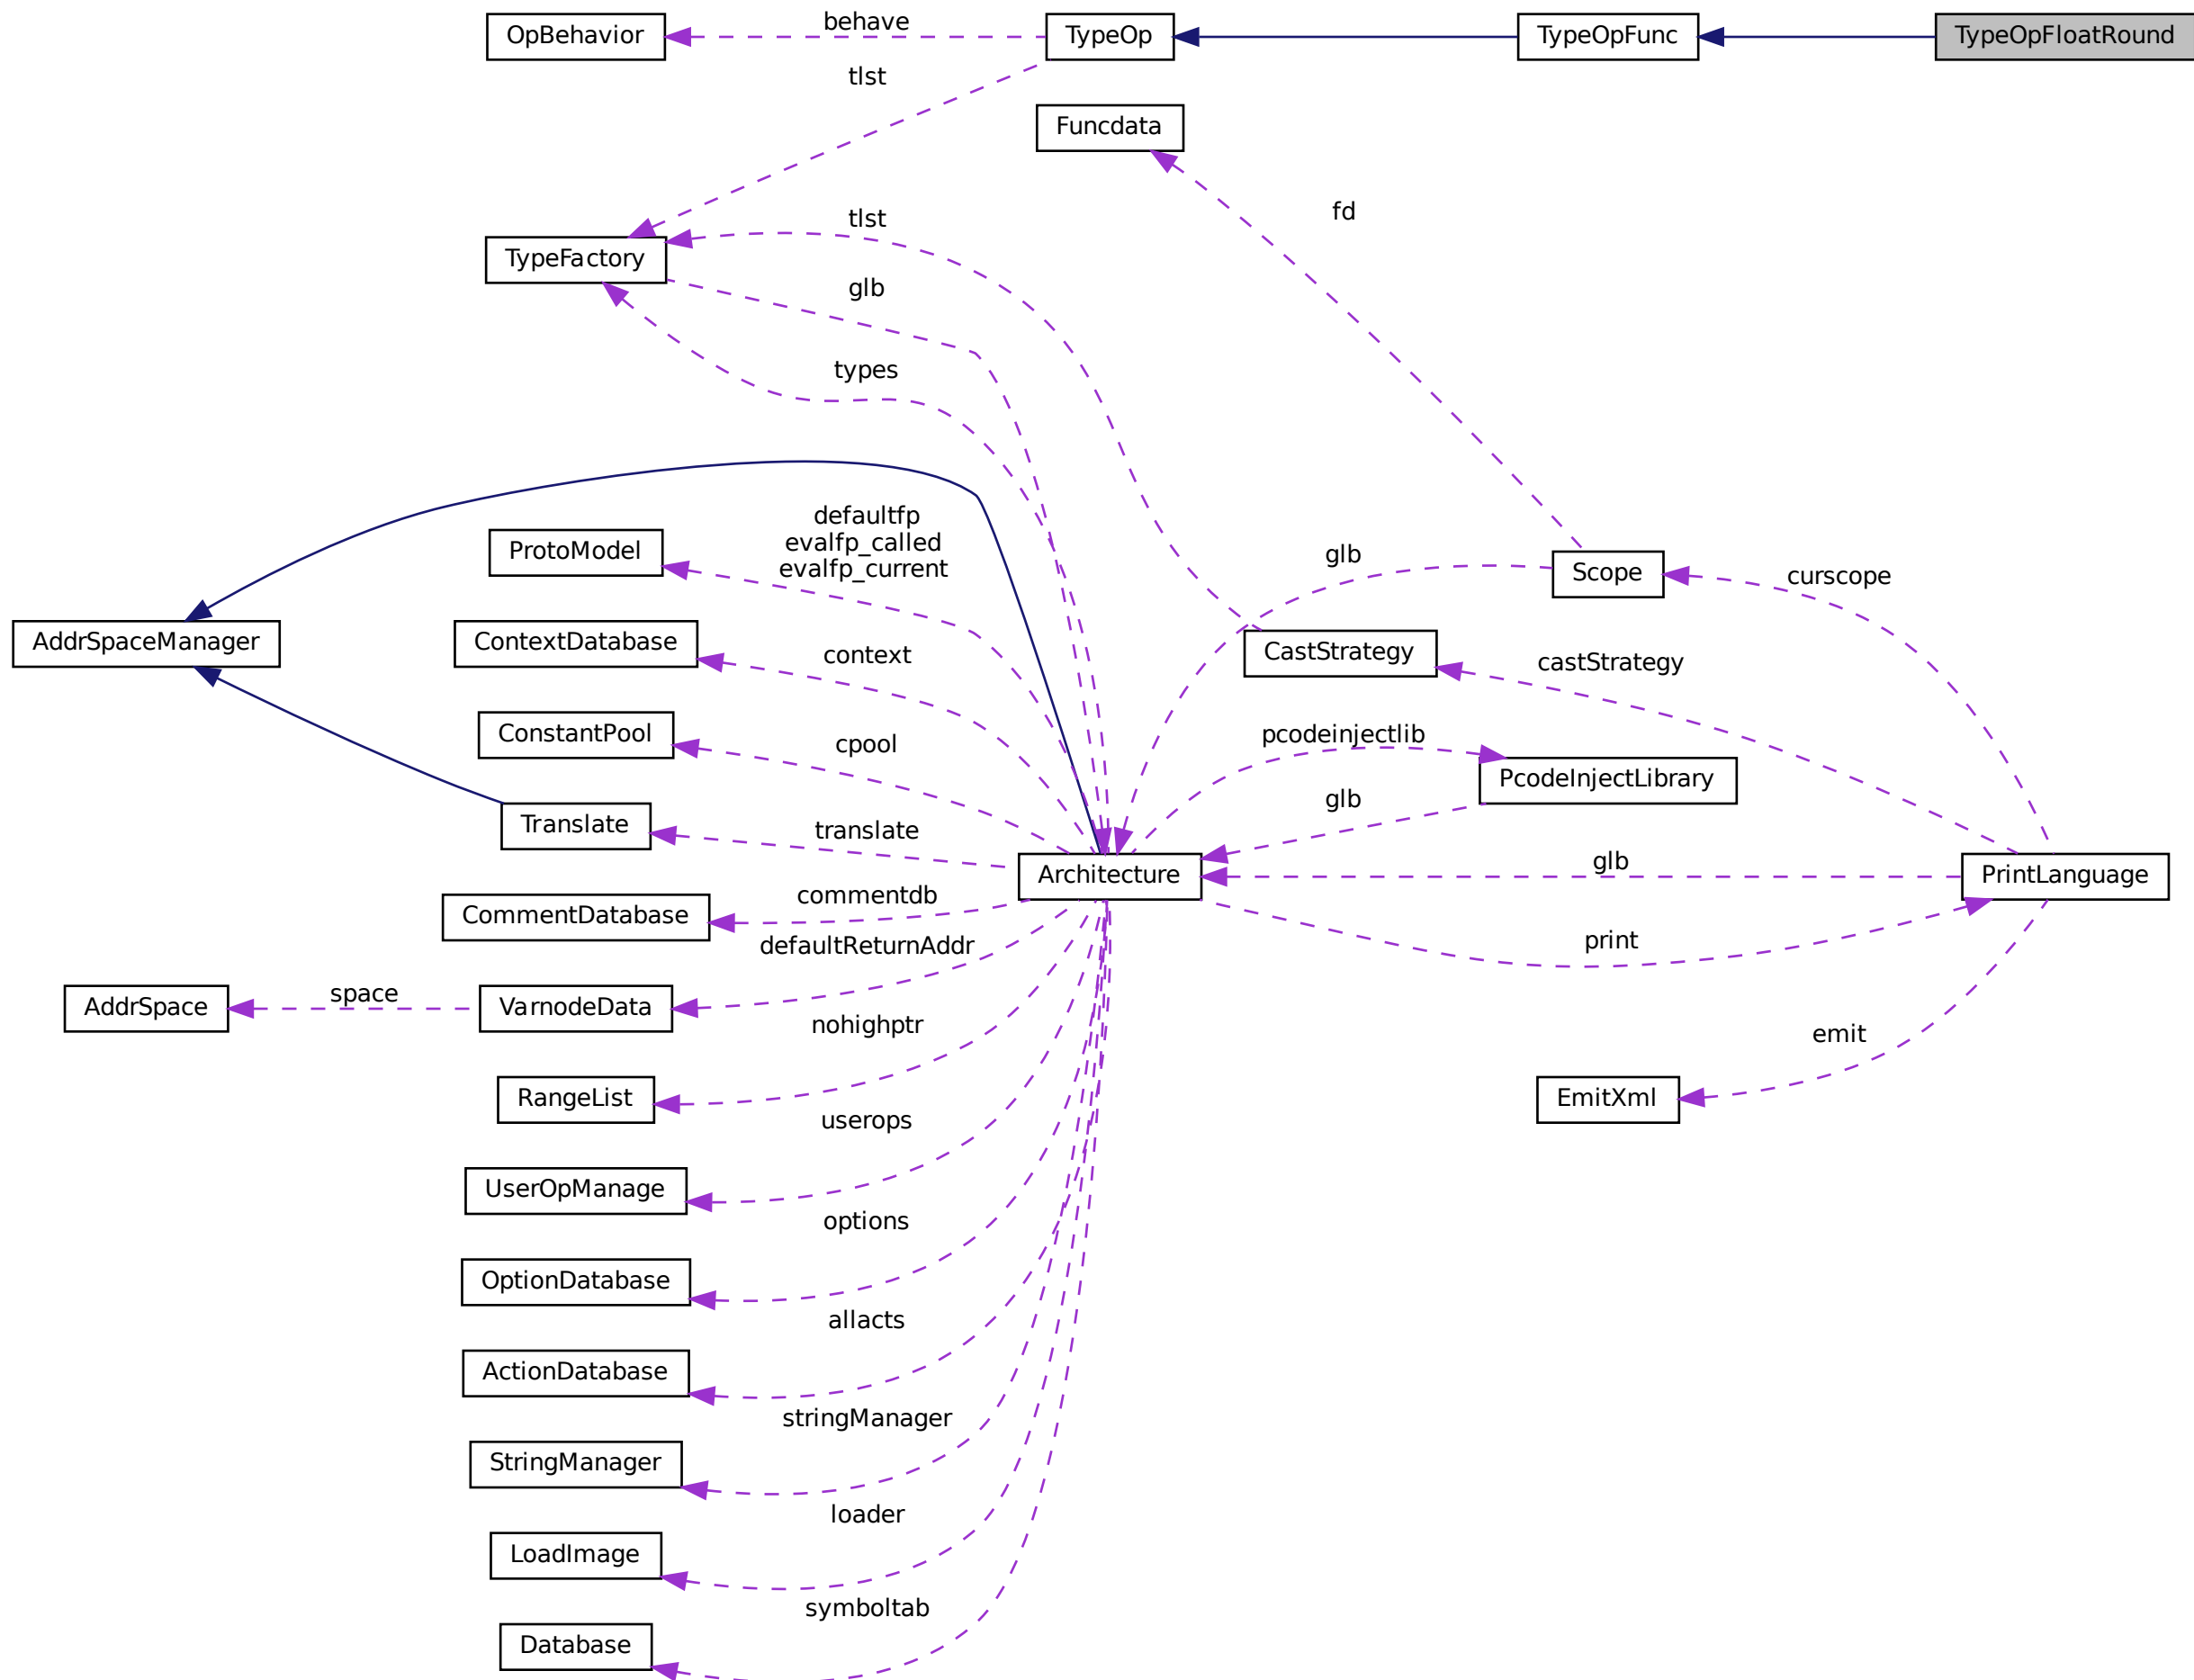 behave
OpBehavior
TypeOp
TypeOpFunc
TypeOpFloatRound
tlst
Funcdata
fd
tlst
TypeFactory
glb
types
defaultfp
evalfp_called
evalfp_current
ProtoModel
glb
Scope
curscope
AddrSpaceManager
ContextDatabase
context
CastStrategy
castStrategy
ConstantPool
cpool
pcodeinjectlib
PcodeInjectLibrary
glb
Translate
translate
Architecture
glb
PrintLanguage
commentdb
CommentDatabase
defaultReturnAddr
print
AddrSpace
space
VarnodeData
nohighptr
emit
RangeList
EmitXml
userops
UserOpManage
options
OptionDatabase
allacts
ActionDatabase
stringManager
StringManager
loader
LoadImage
symboltab
Database